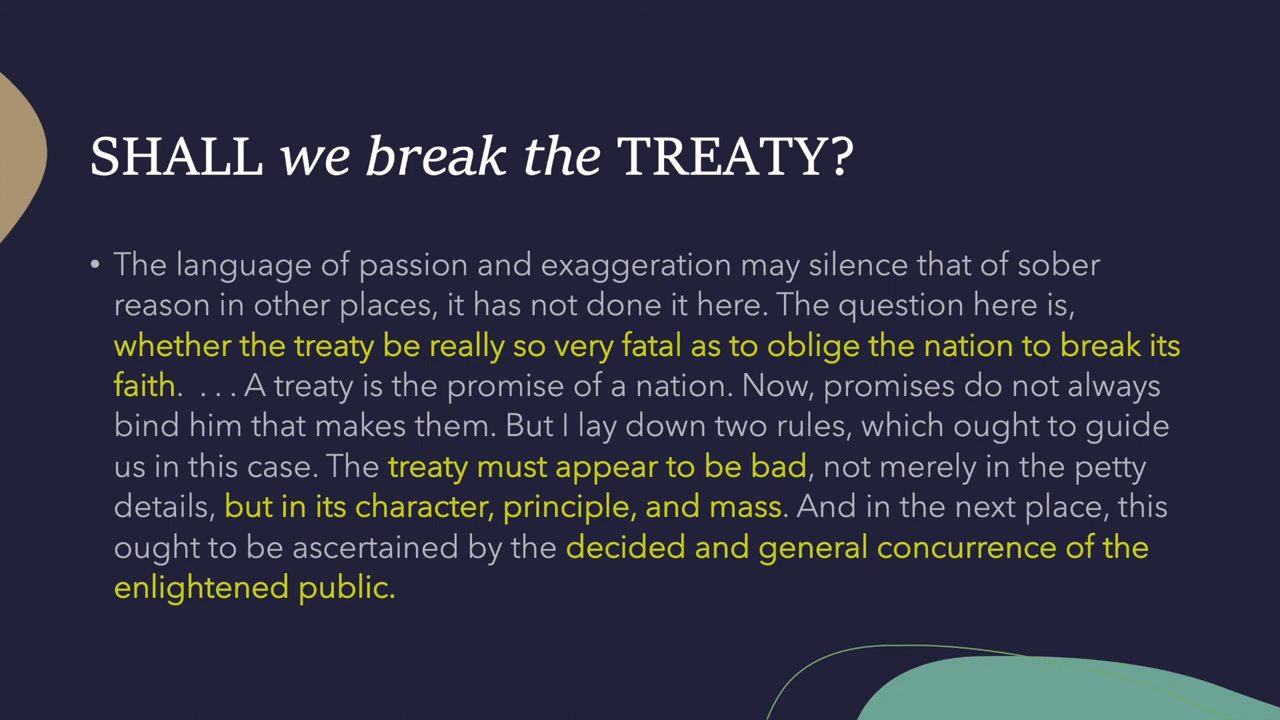 SHALL we break the TREATY?
• The language of passion and exaggeration may silence that of sober
reason in other places, it has not done it here. The question here is,
whether the treaty be really so very fatal as to oblige the nation to break its
faith. . . . A treaty is the promise of a nation. Now, promises do not always
bind him that makes them. But I lay down two rules, which ought to guide
us in this case. The treaty must appear to be bad, not merely in the petty
details, but in its character, principle, and mass. And in the next place, this
ought to be ascertained by the decided and general concurrence of the
enlightened public.